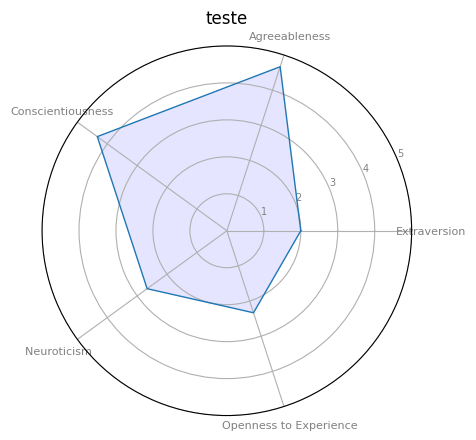 teste
Agreeableness
Conscientiousness
5
4
3
2
1
Extraversion
Neuroticism
Openness to Experience